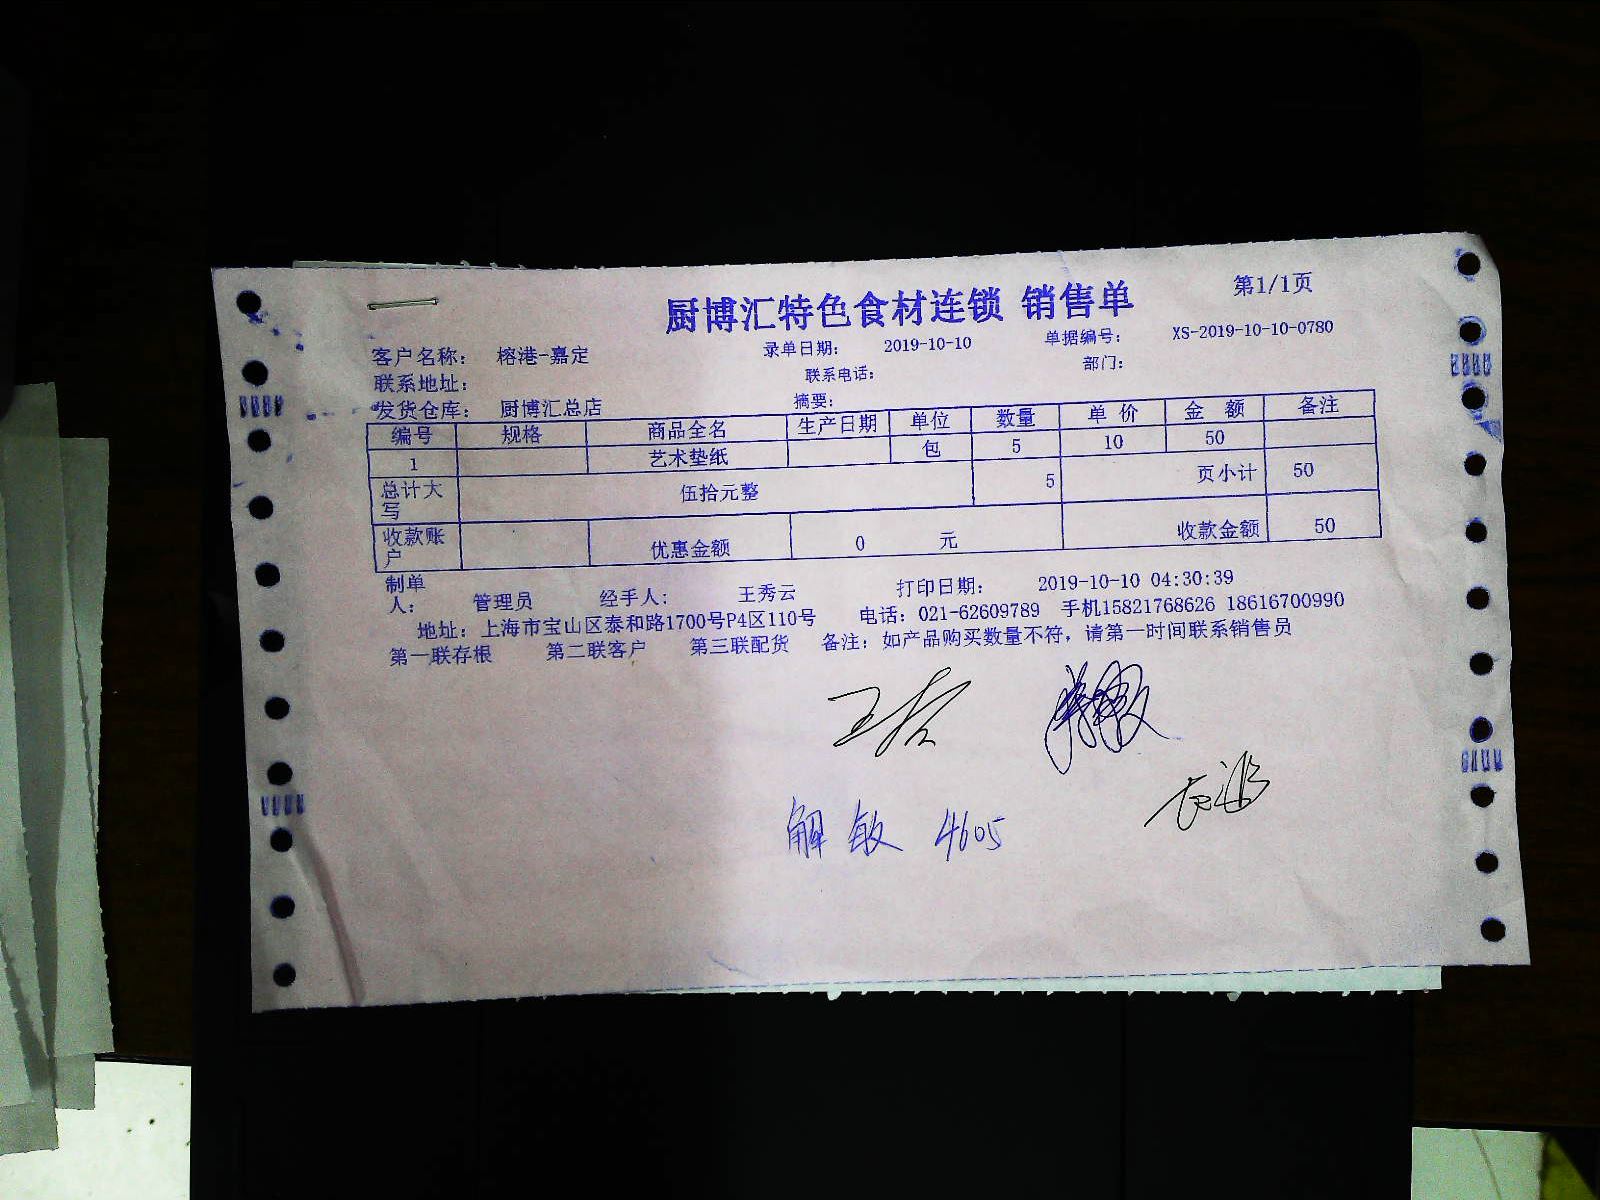 厨博汇特色食材连锁 销售单 第1/1页
客户名称： 榕港-嘉定 录单日期： 2019-10-10 单据编号： XS-2019-10-10-0780
联系地址： 联系电话： 部门：
发货仓库： 厨博汇总店 摘要：
编号 规格 商品全名 生产日期 单位 数量 单 价 金 额 备注
1 艺术垫纸 包 5 10 50
总计大写 伍拾元整 5 页小计 50
收款账户 优惠金额 0 元 收款金额 50
制单人： 管理员 经手人： 王秀云 打印日期： 2019-10-10 04:30:39
地址：上海市宝山区泰和路1700号P4区110号 电话：021-62609789 手机15821768626 18616700990
第一联存根 第二联客户 第三联配货 备注：如产品购买数量不符，请第一时间联系销售员
解敏 4605